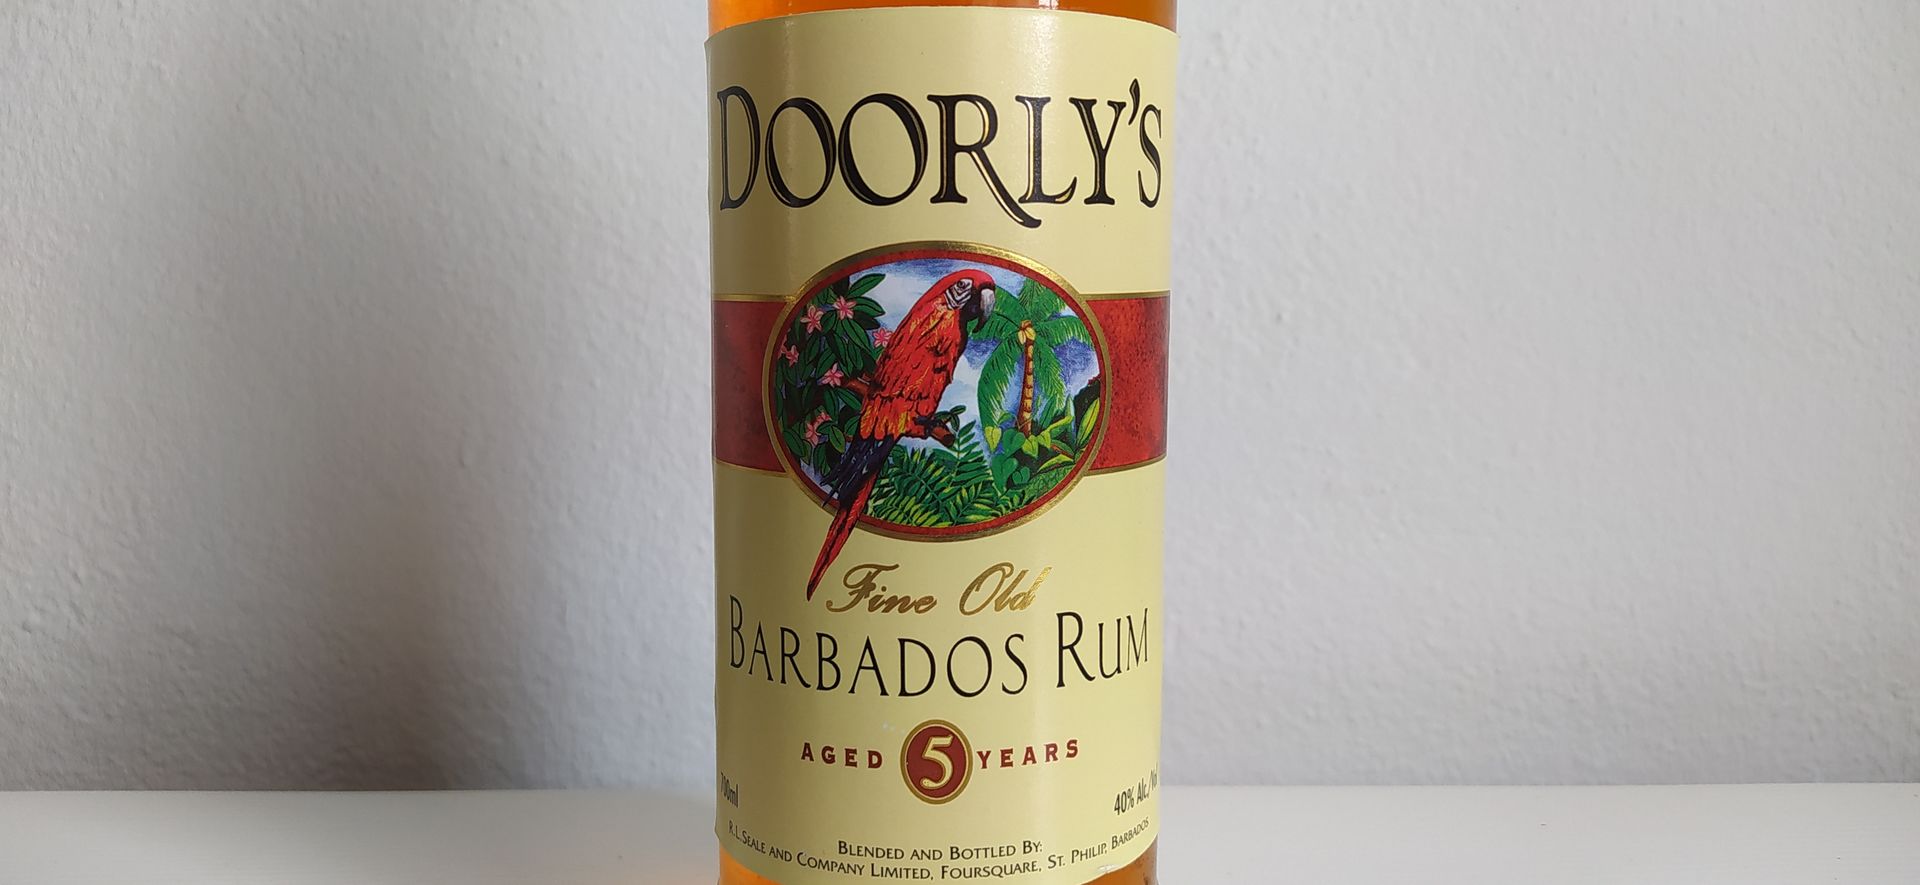 DOORLY'S
Fine Old
BARBADOS RUM
AGED 5 YEARS
700ml
40% Alc./Vol
BLENDED AND BOTTLED BY:
R.L.SEALE AND COMPANY LIMITED, FOURSQUARE, ST. PHILIP, BARBADOS